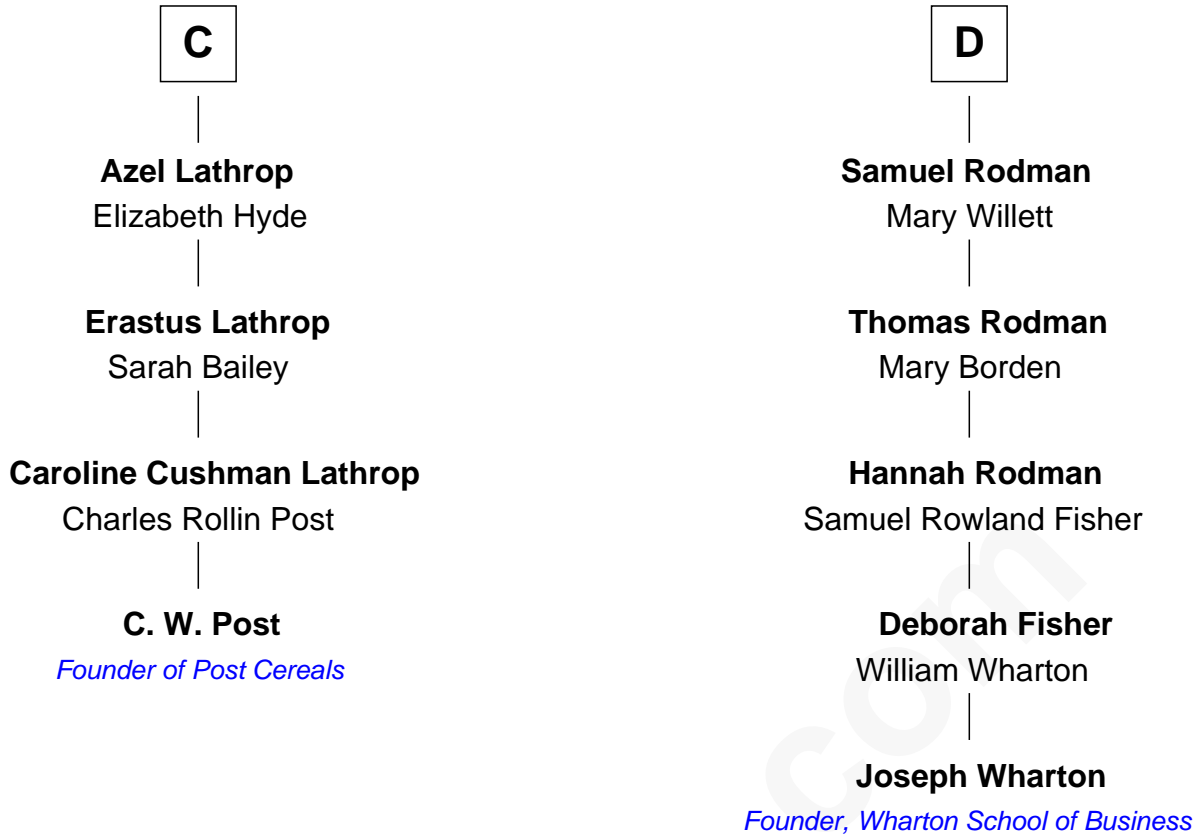 C
Azel Lathrop
Elizabeth Hyde
Erastus Lathrop
Sarah Bailey
Caroline Cushman Lathrop
Charles Rollin Post
C. W. Post
Founder of Post Cereals
D
Samuel Rodman
Mary Willett
Thomas Rodman
Mary Borden
Hannah Rodman
Samuel Rowland Fisher
Deborah Fisher
William Wharton
Joseph Wharton
Founder, Wharton School of Business
com